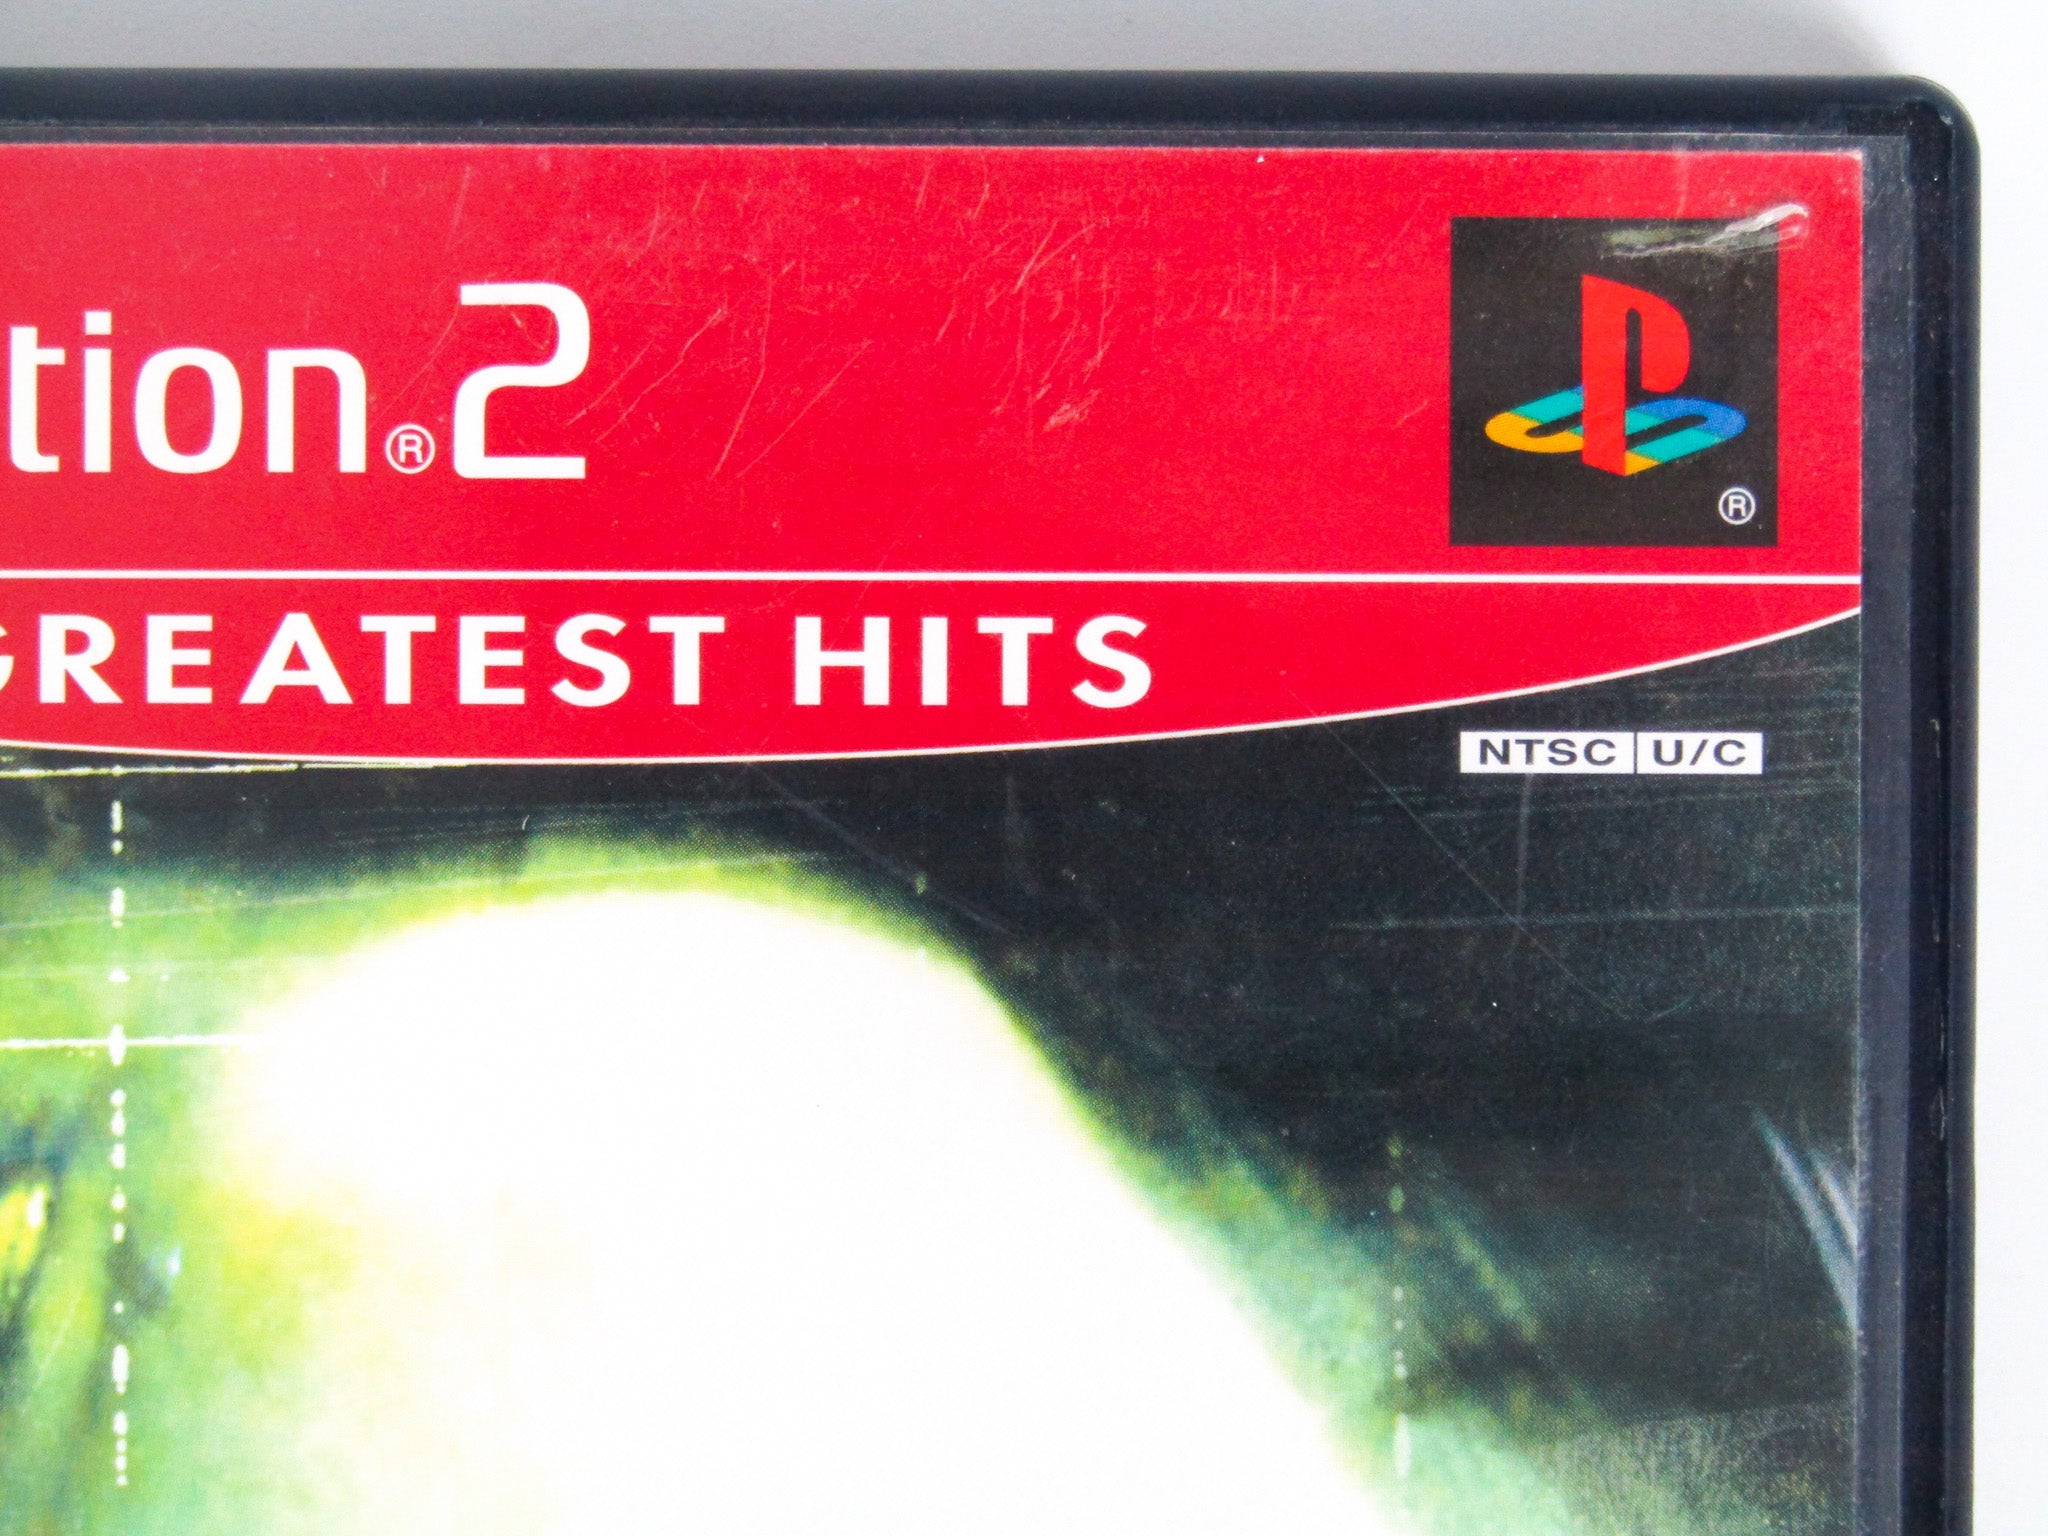 tion®2
®
GREATEST HITS
NTSC U/C